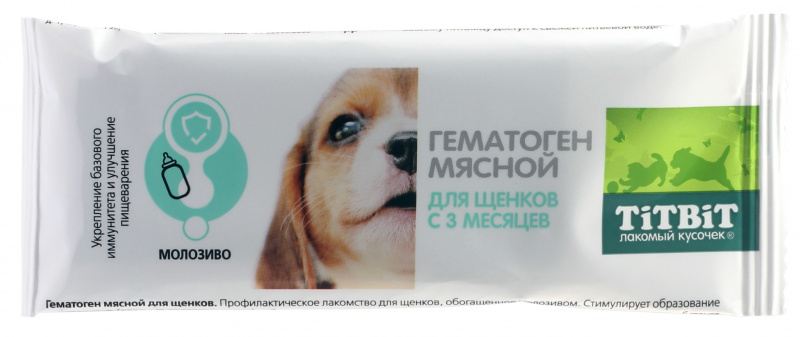 Укрепление базового
иммунитета и улучшение
пищеварения
МОЛОЗИВО
ГЕМАТОГЕН
МЯСНОЙ
ДЛЯ ЩЕНКОВ
С 3 МЕСЯЦЕВ
TiTBiT
лакомый кусочек®
Гематоген мясной для щенков. Профилактическое лакомство для щенков, обогащенное молозивом. Стимулирует образование